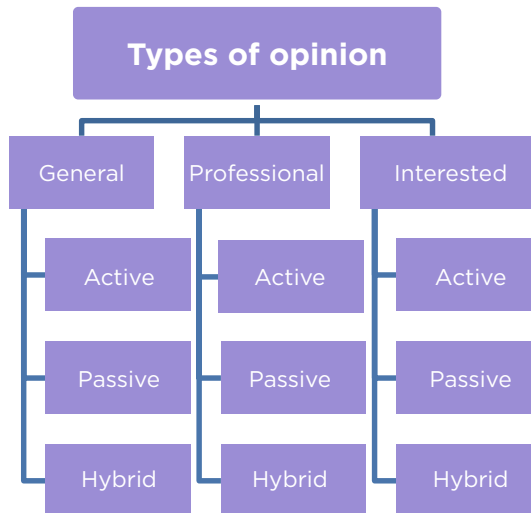 Types of opinion
General
Professional
Interested
Active
Active
Active
Passive
Passive
Passive
Hybrid
Hybrid
Hybrid